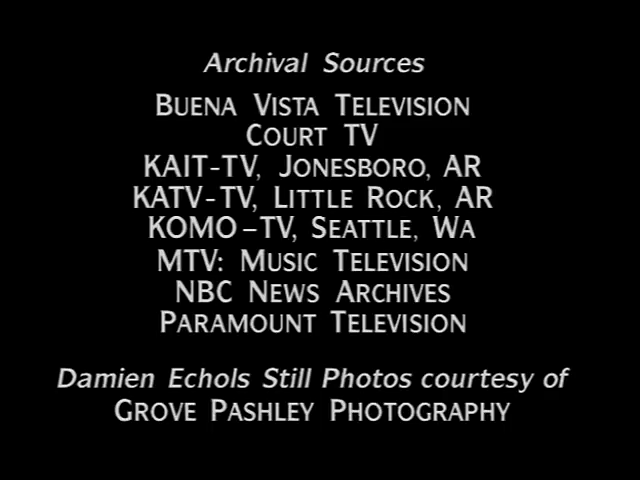 Archival Sources
BUENA VISTA TELEVISION
COURT TV
KAIT-TV, JONESBORO, AR
KATV-TV, LITTLE ROCK, AR
KOMO–TV, SEATTLE, WA
MTV: MUSIC TELEVISION
NBC NEWS ARCHIVES
PARAMOUNT TELEVISION
Damien Echols Still Photos courtesy of
GROVE PASHLEY PHOTOGRAPHY